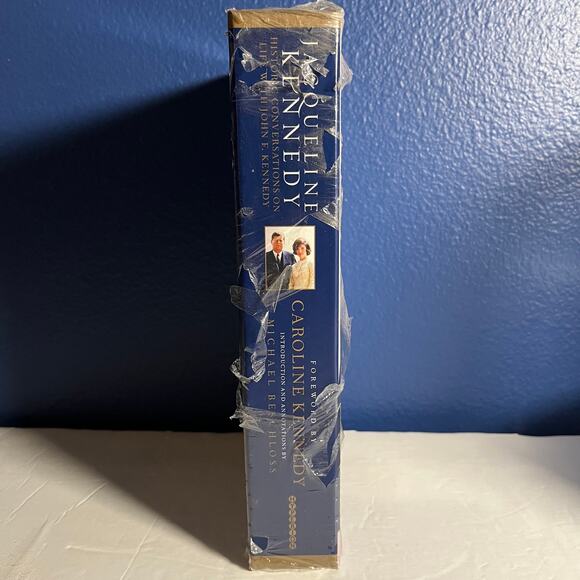 JACQUELINE
KENNEDY
HISTORIC CONVERSATIONS ON
LIFE WITH JOHN F. KENNEDY
FOREWORD BY
CAROLINE KENNEDY
INTRODUCTION AND ANNOTATIONS BY
MICHAEL BESCHLOSS
HYPERION